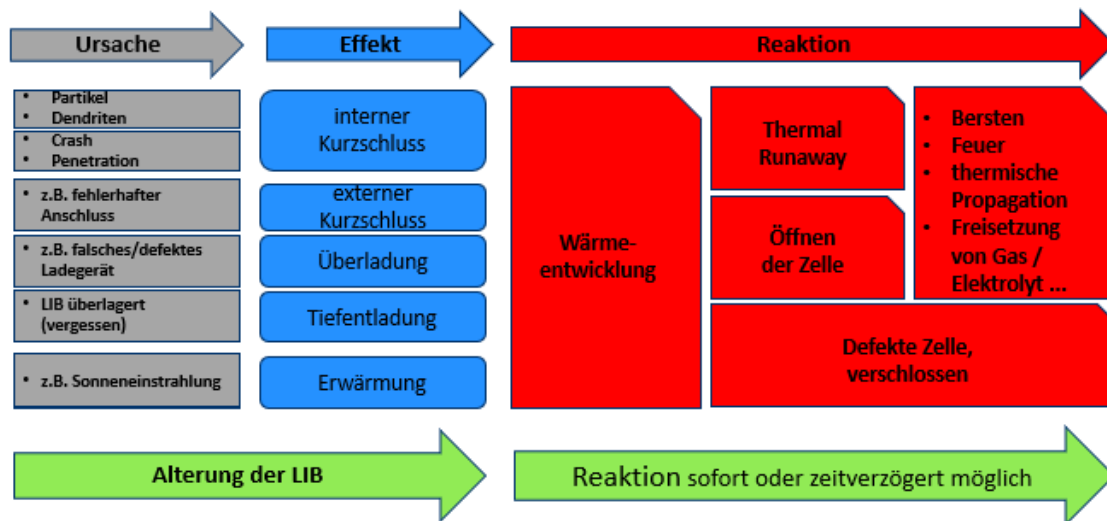 Ursache
Effekt
Reaktion
• Partikel
• Dendriten
• Crash
• Penetration
interner
Kurzschluss
• z.B. fehlerhafter
Anschluss
externer
Kurzschluss
• z.B. falsches/defektes
Ladegerät
Überladung
• LIB überlagert
(vergessen)
Tiefentladung
• z.B. Sonneneinstrahlung
Erwärmung
Wärme-
entwicklung
Thermal
Runaway
Öffnen
der Zelle
• Bersten
• Feuer
• thermische
Propagation
• Freisetzung
von Gas /
Elektrolyt ...
Defekte Zelle,
verschlossen
Alterung der LIB
Reaktion sofort oder zeitverzögert möglich